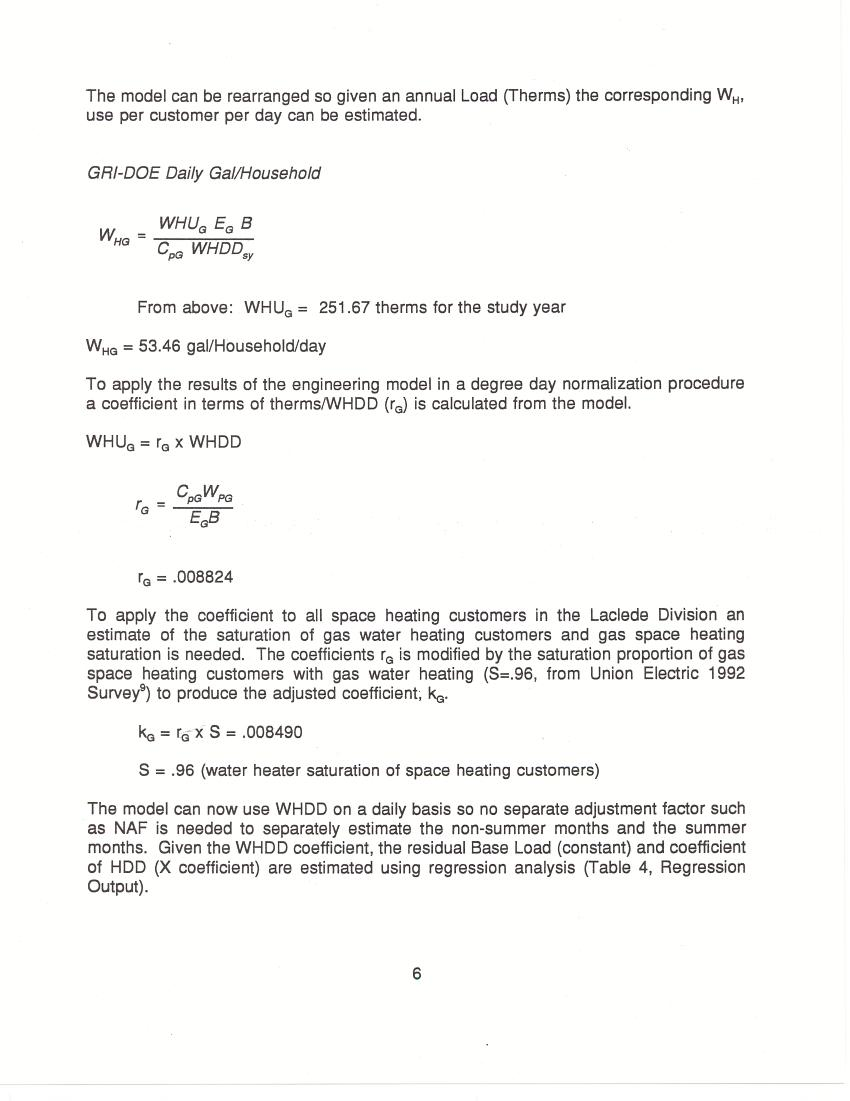 The model can be rearranged so given an annual Load (Therms) the corresponding W_H,
use per customer per day can be estimated.
GRI-DOE Daily Gal/Household
W_HG = WHU_G E_G B / C_pG WHDD_sy
From above: WHU_G = 251.67 therms for the study year
W_HG = 53.46 gal/Household/day
To apply the results of the engineering model in a degree day normalization procedure
a coefficient in terms of therms/WHDD (r_G) is calculated from the model.
WHU_G = r_G x WHDD
r_G = C_pG W_PG / E_G B
r_G = .008824
To apply the coefficient to all space heating customers in the Laclede Division an
estimate of the saturation of gas water heating customers and gas space heating
saturation is needed. The coefficients r_G is modified by the saturation proportion of gas
space heating customers with gas water heating (S=.96, from Union Electric 1992
Survey⁹) to produce the adjusted coefficient, k_G.
k_G = r_G x S = .008490
S = .96 (water heater saturation of space heating customers)
The model can now use WHDD on a daily basis so no separate adjustment factor such
as NAF is needed to separately estimate the non-summer months and the summer
months. Given the WHDD coefficient, the residual Base Load (constant) and coefficient
of HDD (X coefficient) are estimated using regression analysis (Table 4, Regression
Output).
6